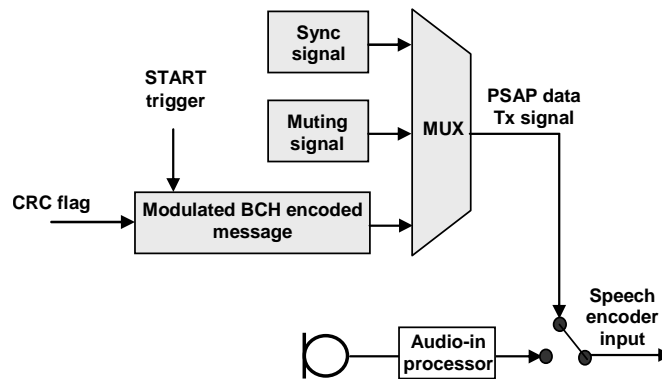 Sync
signal
START
trigger
PSAP data
Tx signal
Muting
signal
MUX
CRC flag
Modulated BCH encoded
message
Speech
encoder
input
Audio-in
processor